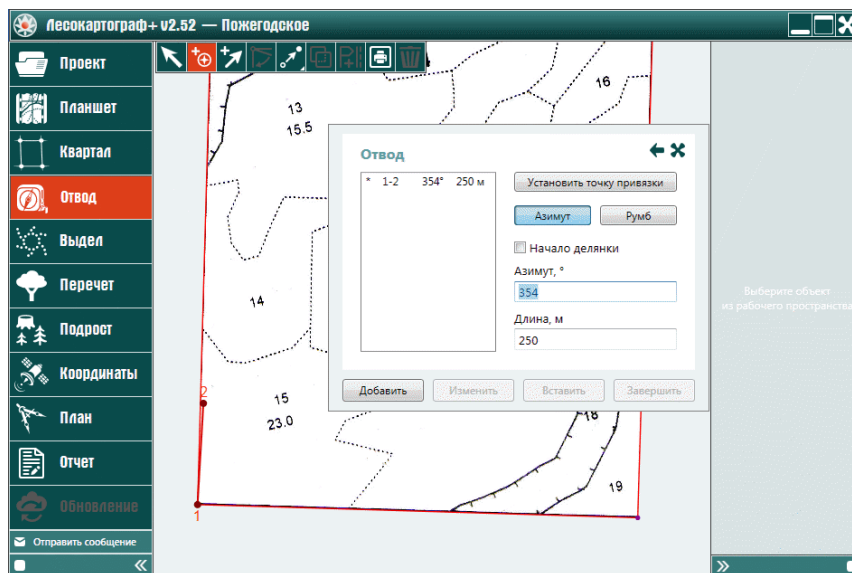 Лесокартограф+ v2.52 — Пожегодское
Проект
Планшет
Квартал
Отвод
Выдел
Перечет
Подрост
Координаты
План
Отчет
Обновление
Отправить сообщение
13
15.5
16
14
15
23.0
18
19
2
1
Отвод
* 1-2 354° 250 м
Установить точку привязки
Азимут Румб
Начало делянки
Азимут, °
354
Длина, м
250
Добавить Изменить Вставить Завершить
Выберите объект
из рабочего пространства